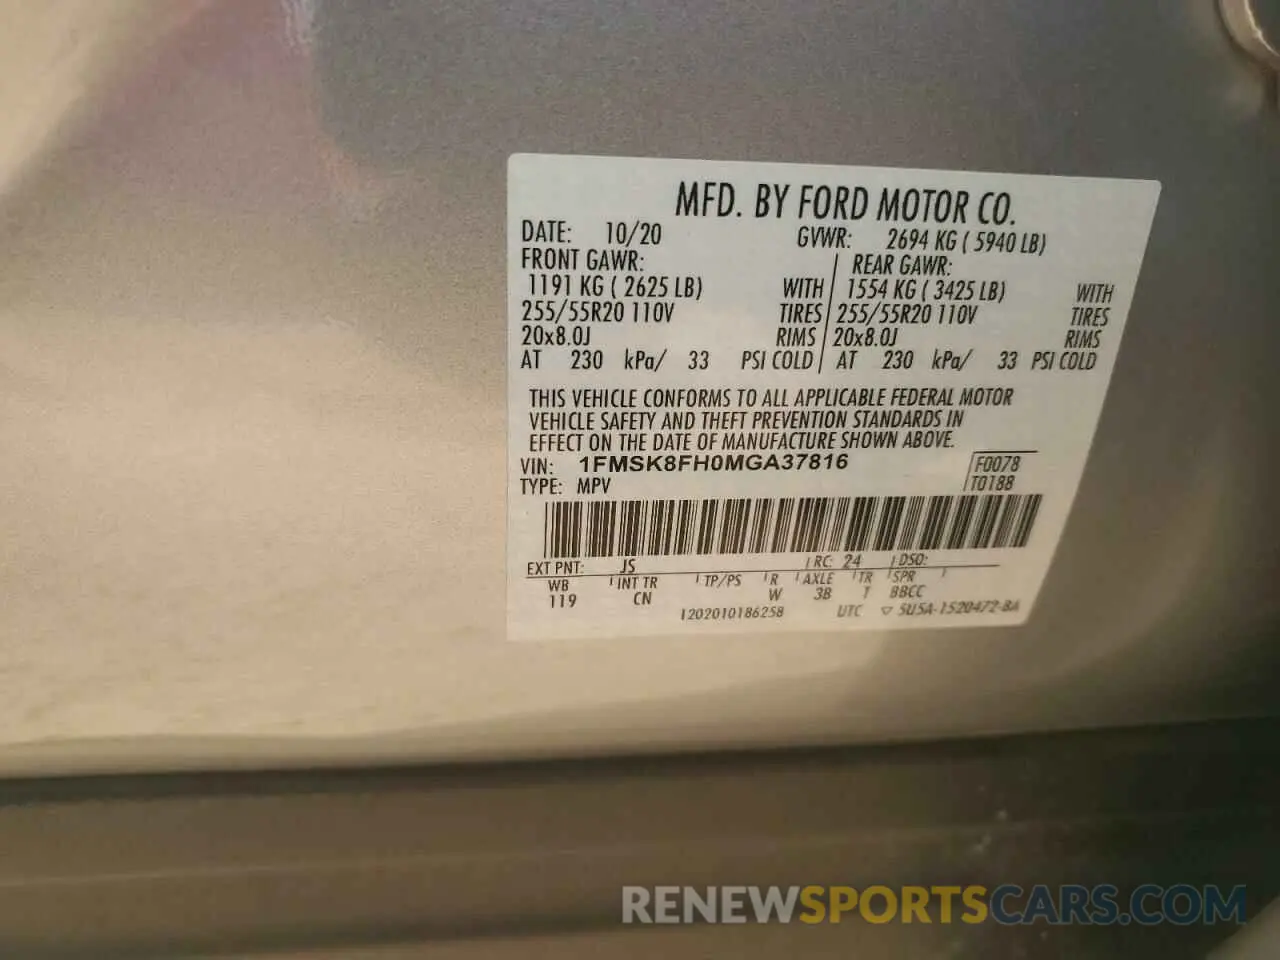 MFD. BY FORD MOTOR CO.
DATE: 10/20 GVWR: 2694 KG ( 5940 LB)
FRONT GAWR: REAR GAWR:
1191 KG ( 2625 LB) WITH 1554 KG ( 3425 LB) WITH
255/55R20 110V TIRES 255/55R20 110V TIRES
20x8.0J RIMS 20x8.0J RIMS
AT 230 kPa/ 33 PSI COLD AT 230 kPa/ 33 PSI COLD
THIS VEHICLE CONFORMS TO ALL APPLICABLE FEDERAL MOTOR
VEHICLE SAFETY AND THEFT PREVENTION STANDARDS IN
EFFECT ON THE DATE OF MANUFACTURE SHOWN ABOVE.
VIN: 1FMSK8FH0MGA37816 F0078
TYPE: MPV T0188
EXT PNT: JS RC: 24 DSO:
WB INT TR TP/PS R AXLE TR SPR
119 CN W 3B T BBCC
1202010186258 UTC ▽ 5U5A-1520472-BA
RENEWSPORTSCARS.COM